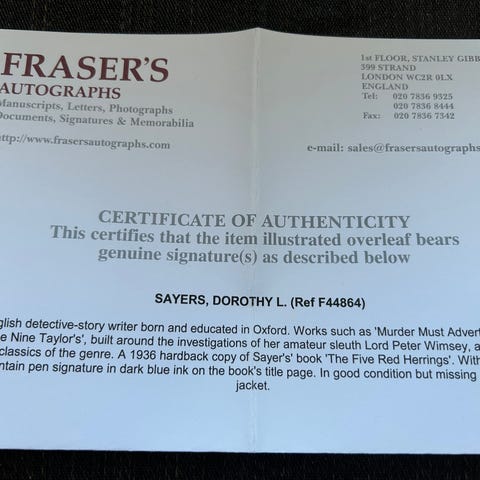 FRASER'S
AUTOGRAPHS
Manuscripts, Letters, Photographs
Documents, Signatures & Memorabilia
http://www.frasersautographs.com
1st FLOOR, STANLEY GIBB
399 STRAND
LONDON WC2R 0LX
ENGLAND
Tel: 020 7836 9325
020 7836 8444
Fax: 020 7836 7342
e-mail: sales@frasersautographs
CERTIFICATE OF AUTHENTICITY
This certifies that the item illustrated overleaf bears
genuine signature(s) as described below
SAYERS, DOROTHY L. (Ref F44864)
glish detective-story writer born and educated in Oxford. Works such as 'Murder Must Advert
e Nine Taylor's', built around the investigations of her amateur sleuth Lord Peter Wimsey, a
classics of the genre. A 1936 hardback copy of Sayer's' book 'The Five Red Herrings'. With
ntain pen signature in dark blue ink on the book's title page. In good condition but missing
jacket.